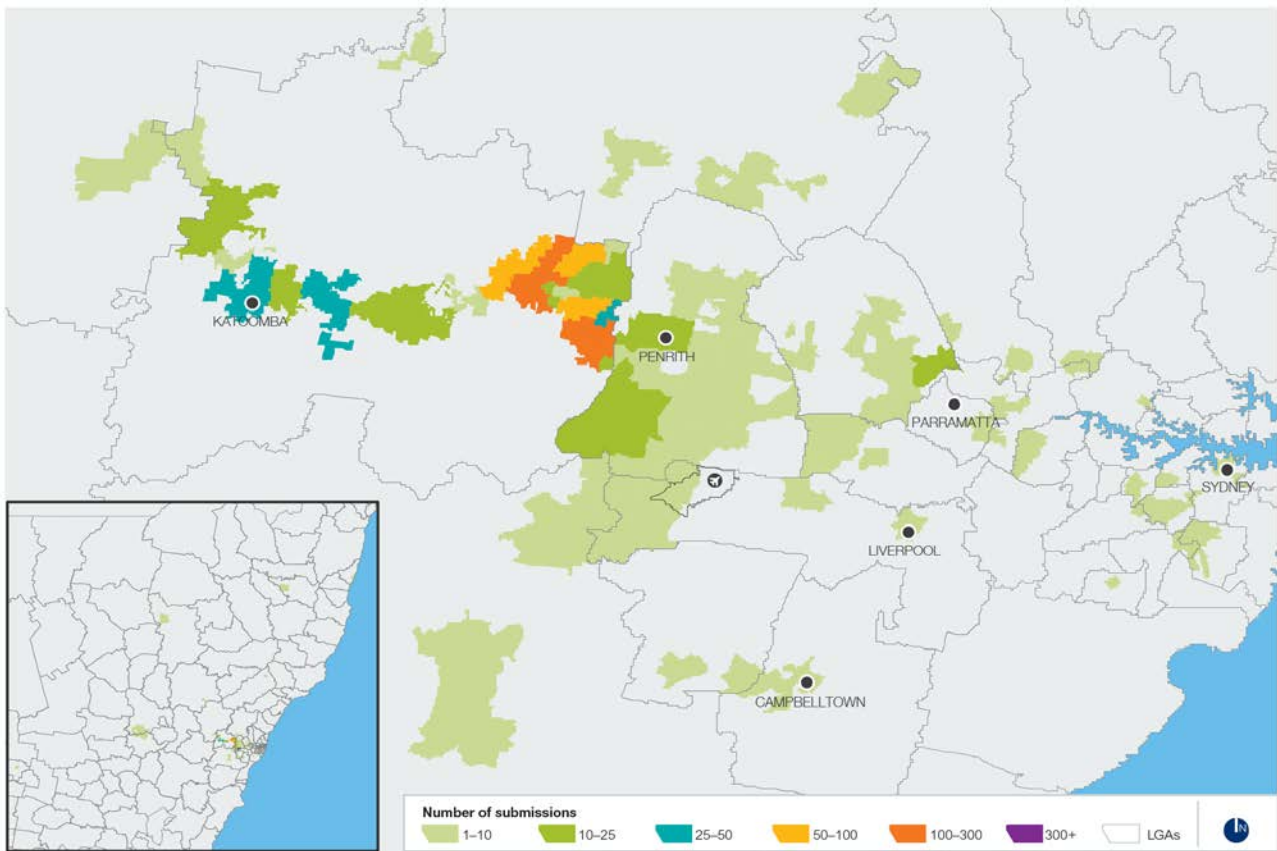 KATOOMBA
PENRITH
PARRAMATTA
SYDNEY
LIVERPOOL
CAMPBELLTOWN
Number of submissions
1–10
10–25
25–50
50–100
100–300
300+
LGAs
N